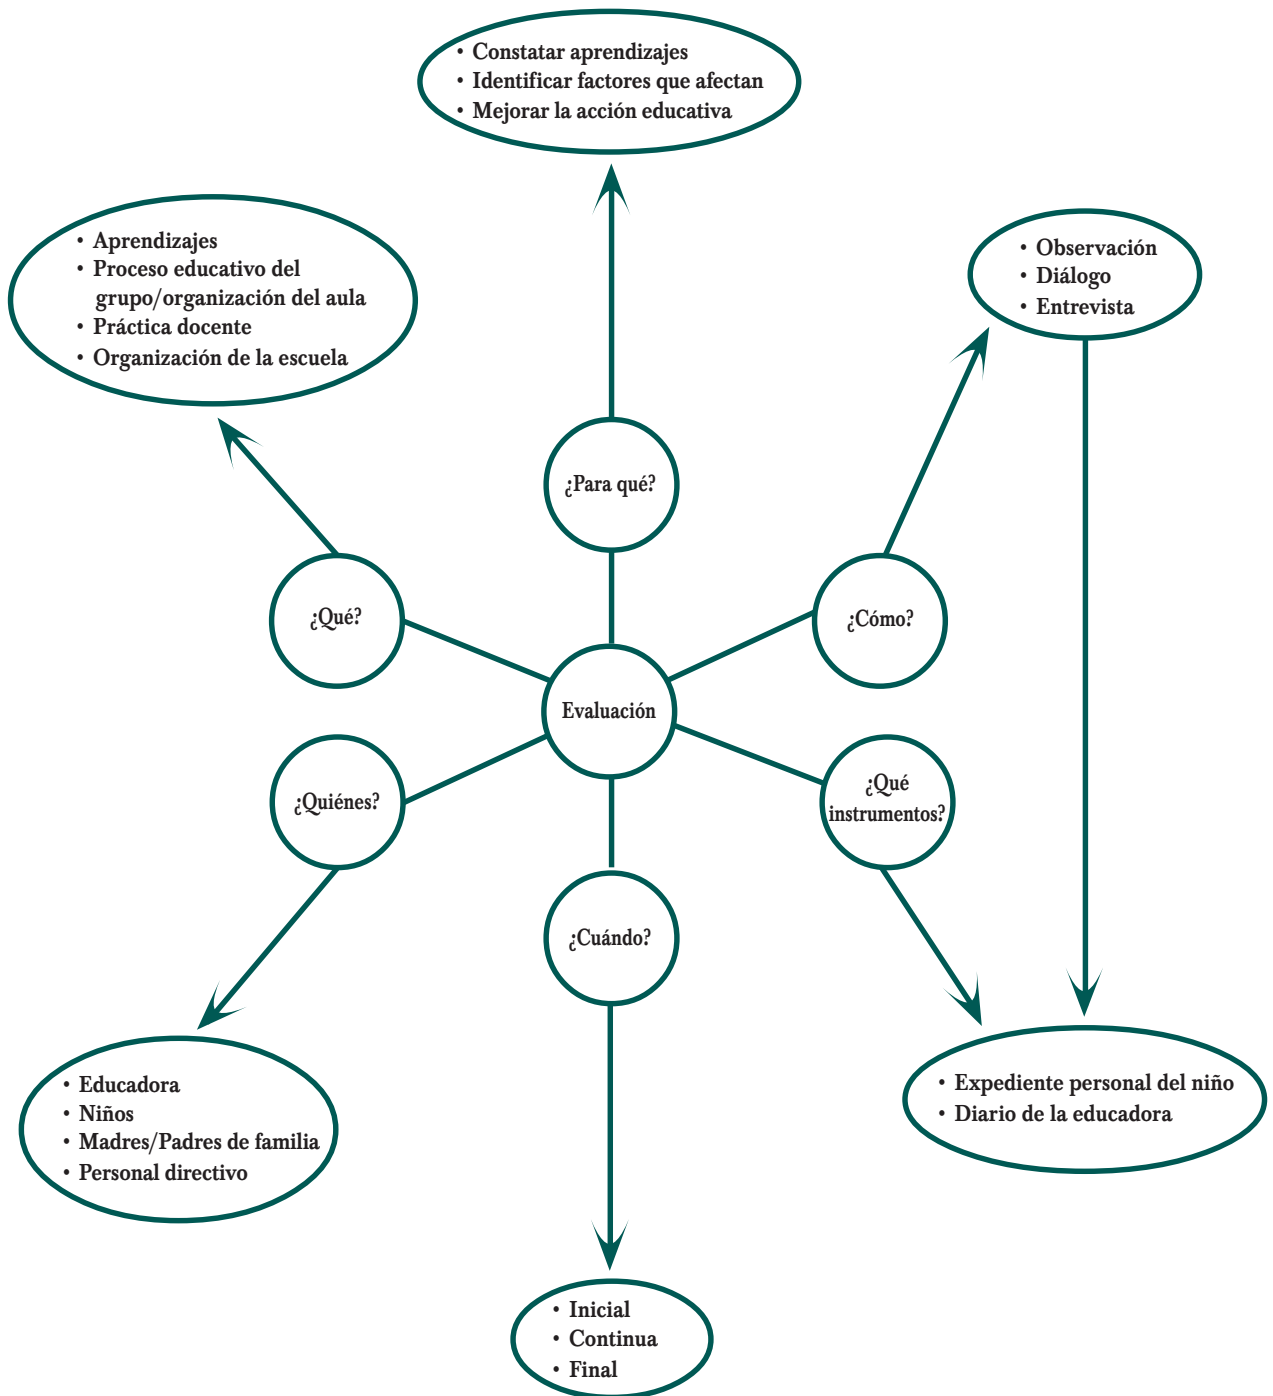 • Constatar aprendizajes
• Identificar factores que afectan
• Mejorar la acción educativa
• Aprendizajes
• Proceso educativo del
grupo/organización del aula
• Práctica docente
• Organización de la escuela
• Observación
• Diálogo
• Entrevista
¿Para qué?
¿Qué?
¿Cómo?
Evaluación
¿Quiénes?
¿Qué
instrumentos?
¿Cuándo?
• Educadora
• Niños
• Madres/Padres de familia
• Personal directivo
• Expediente personal del niño
• Diario de la educadora
• Inicial
• Continua
• Final